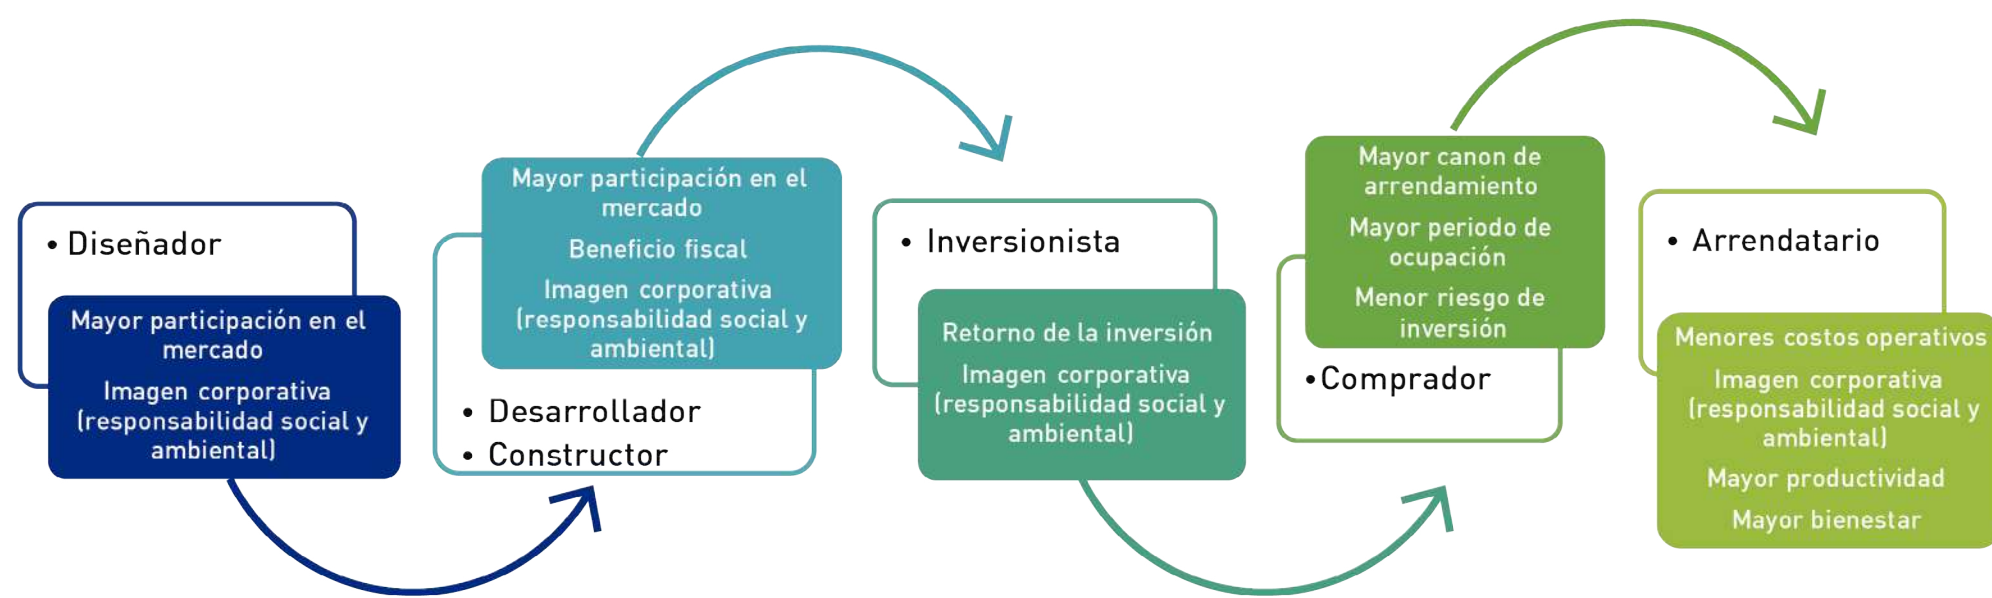 • Diseñador
Mayor participación en el
mercado
Imagen corporativa
(responsabilidad social y
ambiental)
Mayor participación en el
mercado
Beneficio fiscal
Imagen corporativa
(responsabilidad social y
ambiental)
• Desarrollador
• Constructor
• Inversionista
Retorno de la inversión
Imagen corporativa
(responsabilidad social y
ambiental)
Mayor canon de
arrendamiento
Mayor periodo de
ocupación
Menor riesgo de
inversión
•Comprador
• Arrendatario
Menores costos operativos
Imagen corporativa
(responsabilidad social y
ambiental)
Mayor productividad
Mayor bienestar